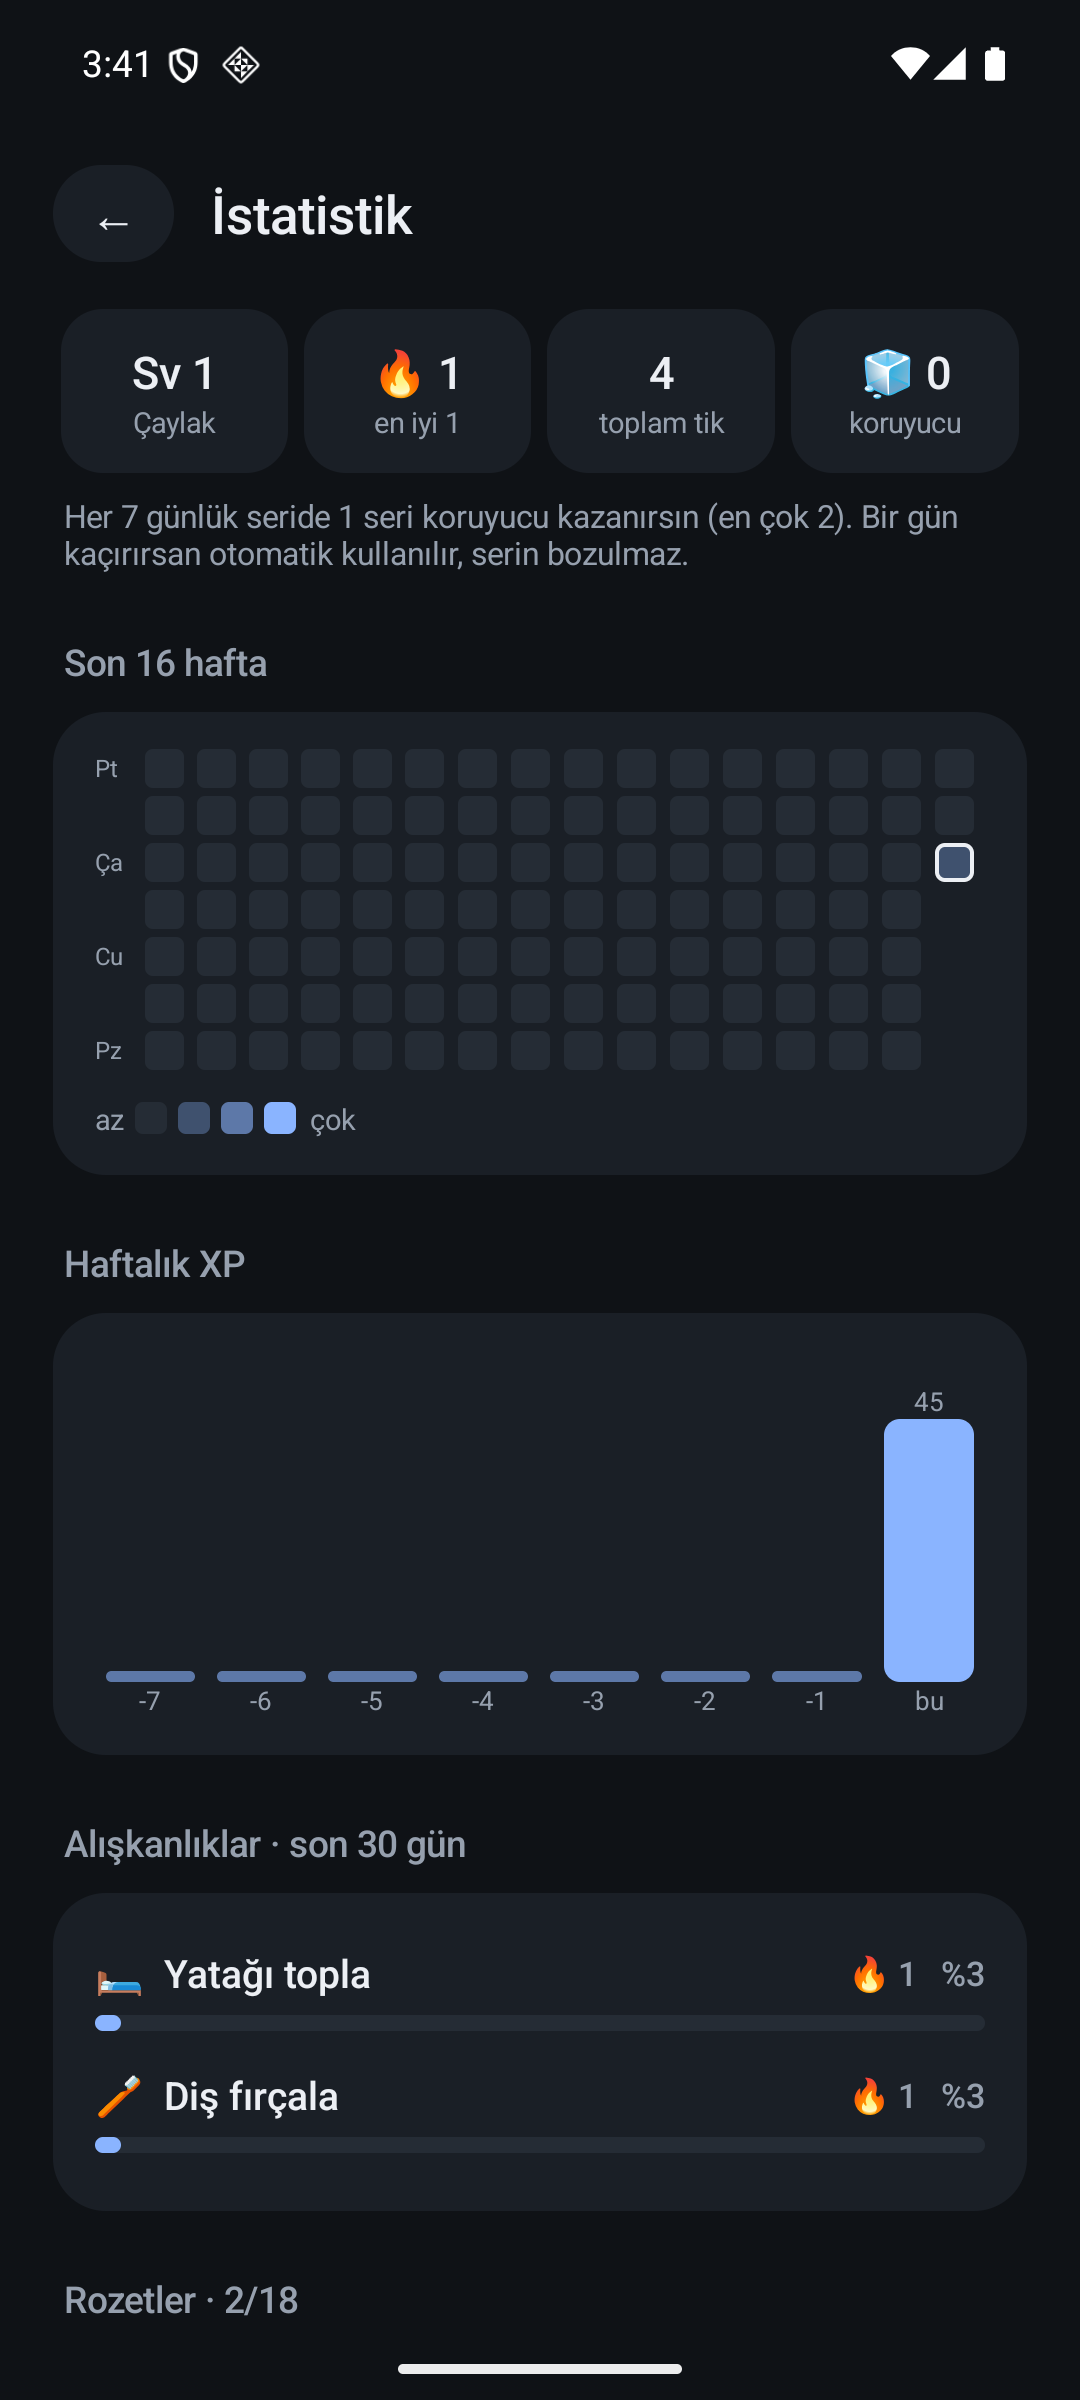 3:41
←
İstatistik
Sv 1
Çaylak
🔥 1
en iyi 1
4
toplam tik
🧊 0
koruyucu
Her 7 günlük seride 1 seri koruyucu kazanırsın (en çok 2). Bir gün
kaçırırsan otomatik kullanılır, serin bozulmaz.
Son 16 hafta
Pt
Ça
Cu
Pz
az çok
Haftalık XP
45
-7 -6 -5 -4 -3 -2 -1 bu
Alışkanlıklar · son 30 gün
🛏️ Yatağı topla 🔥 1 %3
🪥 Diş fırçala 🔥 1 %3
Rozetler · 2/18